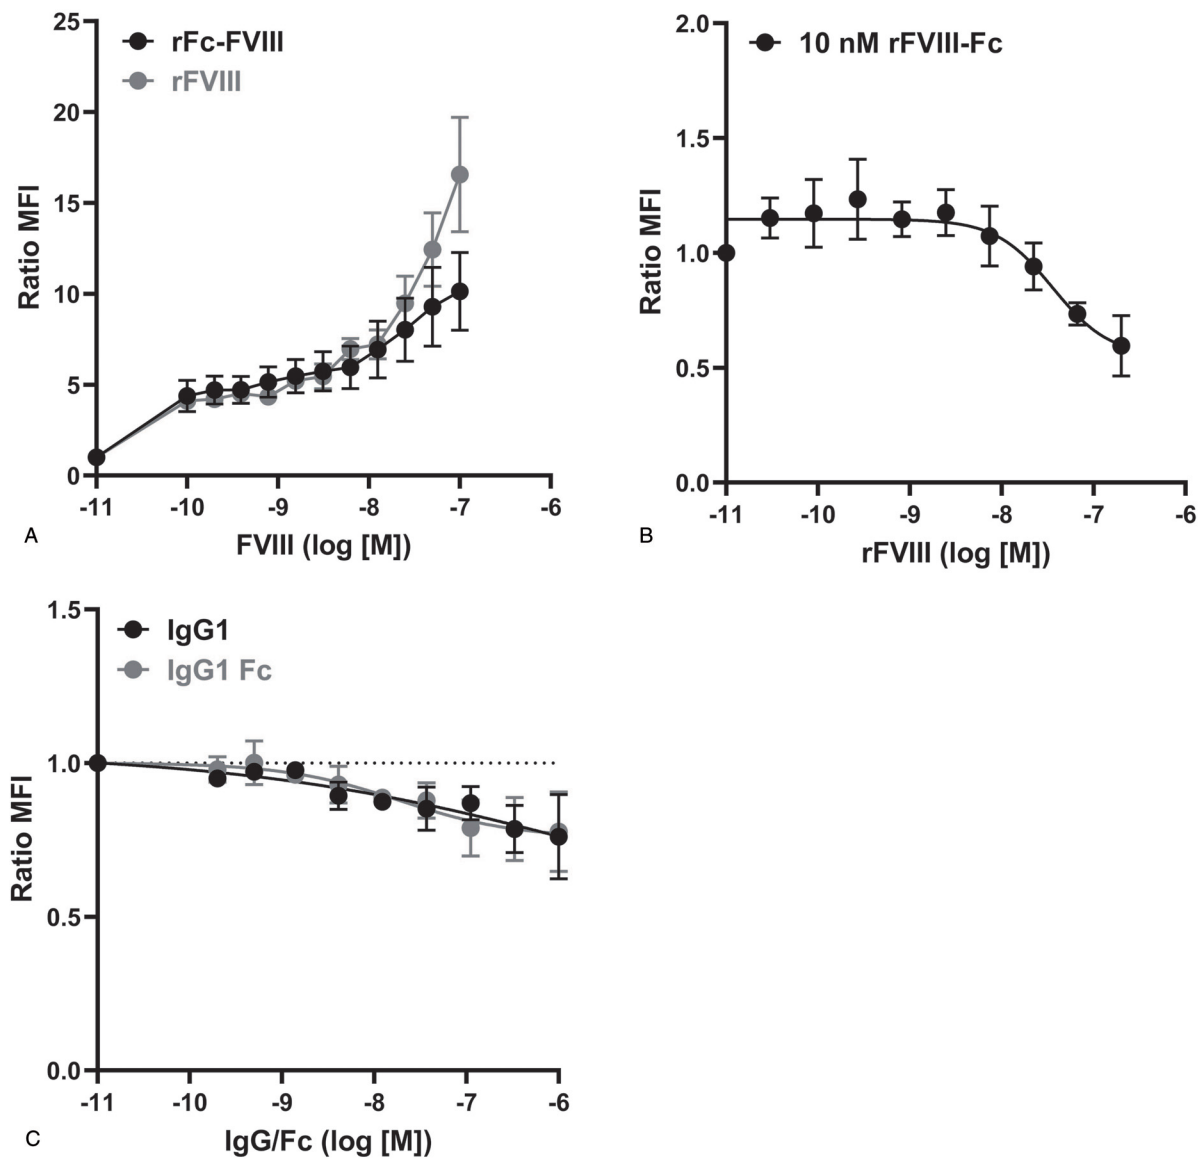 25
20
15
10
5
0
Ratio MFI
rFc-FVIII
rFVIII
-11 -10 -9 -8 -7 -6
FVIII (log [M])
A
2.0
1.5
1.0
0.5
0.0
Ratio MFI
10 nM rFVIII-Fc
-11 -10 -9 -8 -7 -6
rFVIII (log [M])
B
1.5
1.0
0.5
0.0
Ratio MFI
IgG1
IgG1 Fc
-11 -10 -9 -8 -7 -6
IgG/Fc (log [M])
C